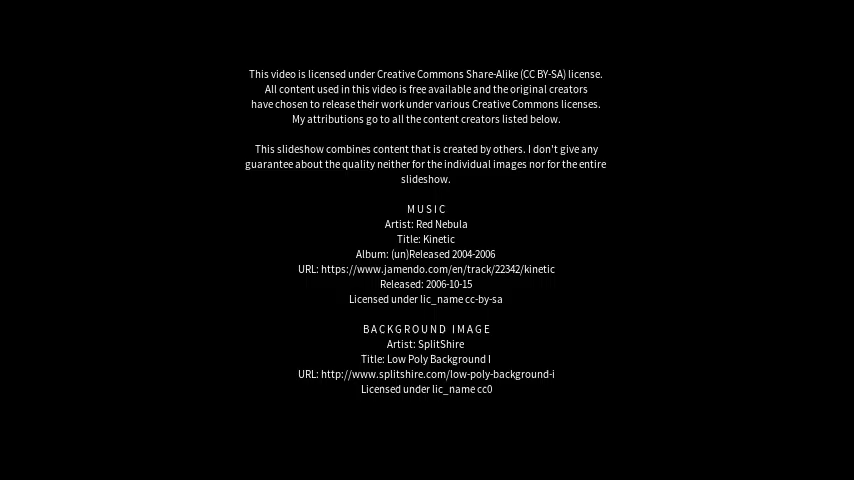 This video is licensed under Creative Commons Share-Alike (CC BY-SA) license.
All content used in this video is free available and the original creators
have chosen to release their work under various Creative Commons licenses.
My attributions go to all the content creators listed below.
This slideshow combines content that is created by others. I don't give any
guarantee about the quality neither for the individual images nor for the entire
slideshow.
MUSIC
Artist: Red Nebula
Title: Kinetic
Album: (un)Released 2004-2006
URL: https://www.jamendo.com/en/track/22342/kinetic
Released: 2006-10-15
Licensed under lic_name cc-by-sa
BACKGROUND IMAGE
Artist: SplitShire
Title: Low Poly Background I
URL: http://www.splitshire.com/low-poly-background-i
Licensed under lic_name cc0